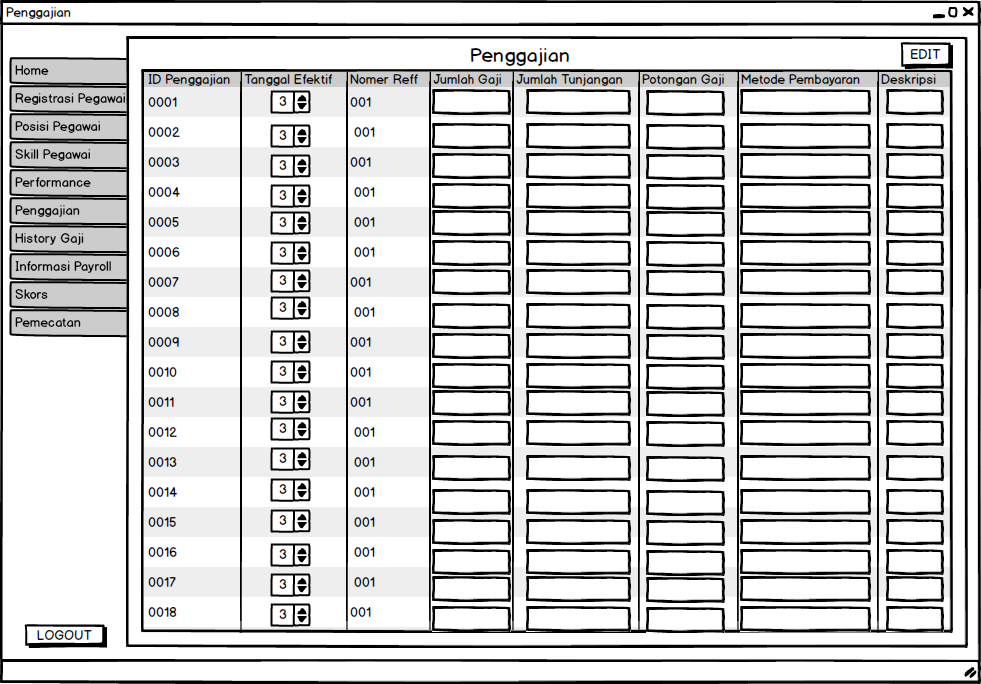 Penggajian
Penggajian
EDIT
Home
Registrasi Pegawai
Posisi Pegawai
Skill Pegawai
Performance
Penggajian
History Gaji
Informasi Payroll
Skors
Pemecatan
LOGOUT
ID Penggajian Tanggal Efektif Nomer Reff Jumlah Gaji Jumlah Tunjangan Potongan Gaji Metode Pembayaran Deskripsi
0001 3 001
0002 3 001
0003 3 001
0004 3 001
0005 3 001
0006 3 001
0007 3 001
0008 3 001
0009 3 001
0010 3 001
0011 3 001
0012 3 001
0013 3 001
0014 3 001
0015 3 001
0016 3 001
0017 3 001
0018 3 001